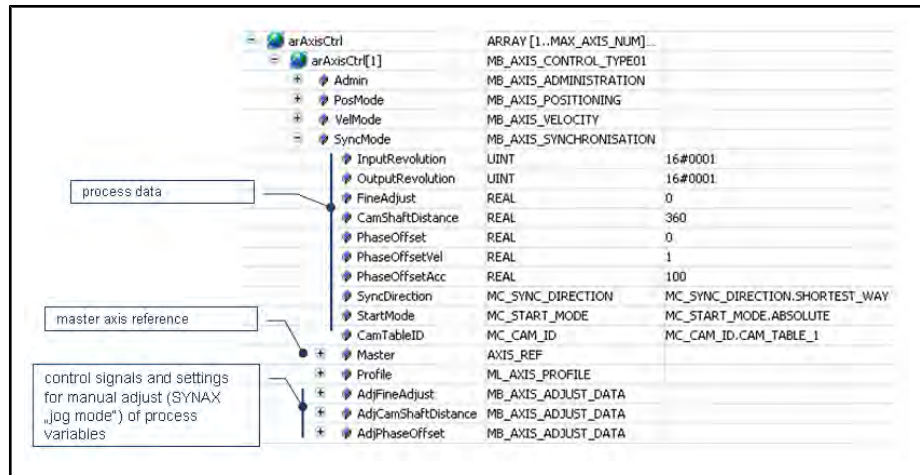 arAxisCtrl ARRAY [1..MAX_AXIS_NUM]...
arAxisCtrl[1] MB_AXIS_CONTROL_TYPE01
Admin MB_AXIS_ADMINISTRATION
PosMode MB_AXIS_POSITIONING
VelMode MB_AXIS_VELOCITY
SyncMode MB_AXIS_SYNCHRONISATION
InputRevolution UINT 16#0001
OutputRevolution UINT 16#0001
process data
FineAdjust REAL 0
CamShaftDistance REAL 360
PhaseOffset REAL 0
PhaseOffsetVel REAL 1
PhaseOffsetAcc REAL 100
SyncDirection MC_SYNC_DIRECTION MC_SYNC_DIRECTION.SHORTEST_WAY
master axis reference
StartMode MC_START_MODE MC_START_MODE.ABSOLUTE
CamTableID MC_CAM_ID MC_CAM_ID.CAM_TABLE_1
Master AXIS_REF
Profile ML_AXIS_PROFILE
control signals and settings
for manual adjust (SYNAX
„jog mode“) of process
variables
AdjFineAdjust MB_AXIS_ADJUST_DATA
AdjCamShaftDistance MB_AXIS_ADJUST_DATA
AdjPhaseOffset MB_AXIS_ADJUST_DATA